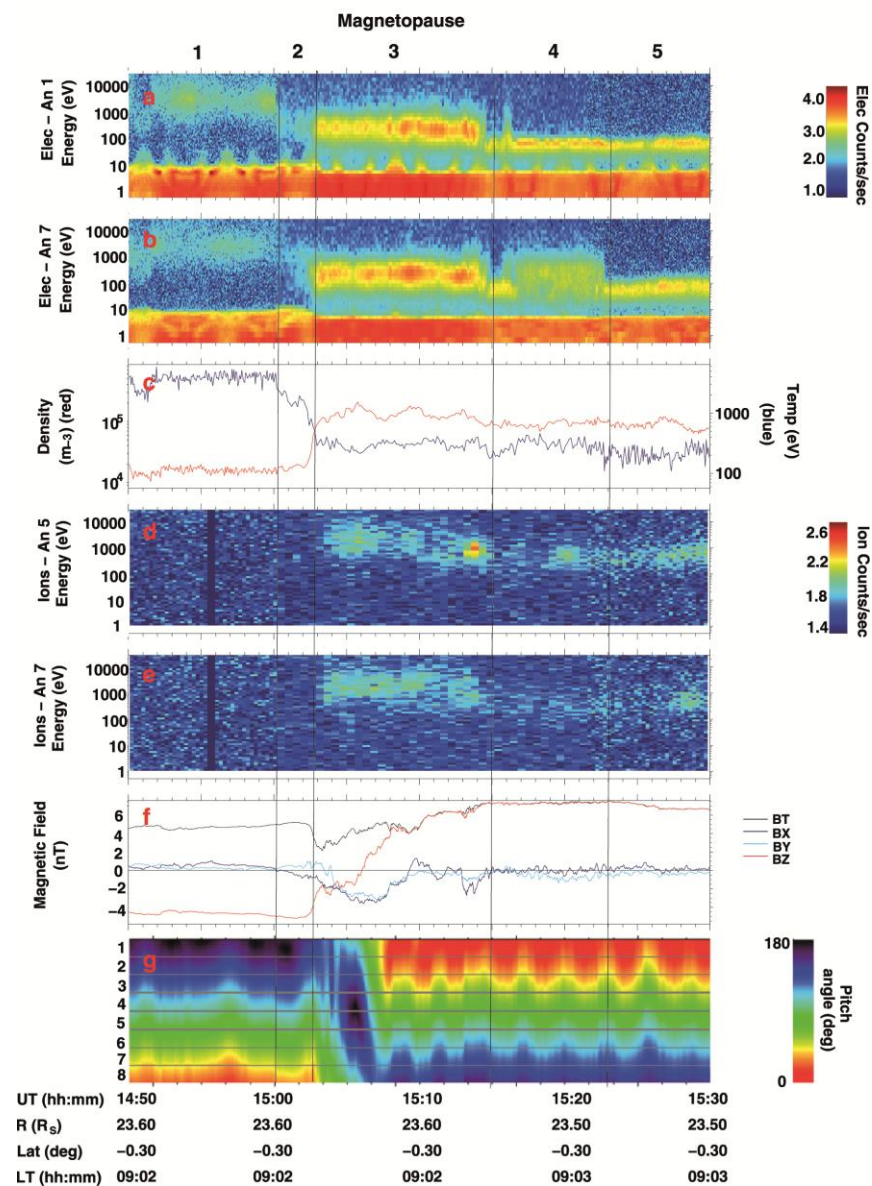 Magnetopause
1 2 3 4 5
Elec – An 1
Energy (eV)
10000
1000
100
10
1
a
4.0
3.0
2.0
1.0
Elec Counts/sec
Elec – An 7
Energy (eV)
10000
1000
100
10
1
b
Density
(m-3) (red)
10^5
10^4
c
1000
100
Temp (eV)
(blue)
Ions – An 5
Energy (eV)
10000
1000
100
10
1
d
2.6
2.2
1.8
1.4
Ion Counts/sec
Ions – An 7
Energy (eV)
10000
1000
100
10
1
e
Magnetic Field
(nT)
6
4
2
0
−2
−4
f
BT
BX
BY
BZ
1
2
3
4
5
6
7
8
g
180
0
Pitch
angle (deg)
UT (hh:mm) 14:50 15:00 15:10 15:20 15:30
R (RS) 23.60 23.60 23.60 23.50 23.50
Lat (deg) −0.30 −0.30 −0.30 −0.30 −0.30
LT (hh:mm) 09:02 09:02 09:02 09:03 09:03